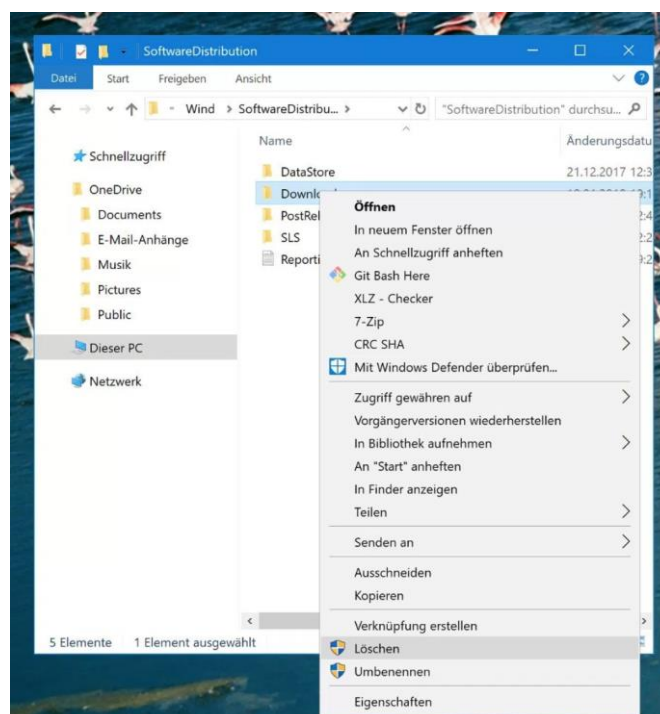 SoftwareDistribution
Datei Start Freigeben Ansicht
Wind > SoftwareDistribu... > "SoftwareDistribution" durchsu...
Name Änderungsdatu
Schnellzugriff
OneDrive
Documents
E-Mail-Anhänge
Musik
Pictures
Public
Dieser PC
Netzwerk
DataStore 21.12.2017 12:3
SLS
Öffnen
In neuem Fenster öffnen
An Schnellzugriff anheften
Git Bash Here
XLZ - Checker
7-Zip
CRC SHA
Mit Windows Defender überprüfen...
Zugriff gewähren auf
Vorgängerversionen wiederherstellen
In Bibliothek aufnehmen
An "Start" anheften
In Finder anzeigen
Teilen
Senden an
Ausschneiden
Kopieren
Verknüpfung erstellen
Löschen
Umbenennen
Eigenschaften
5 Elemente 1 Element ausgewählt